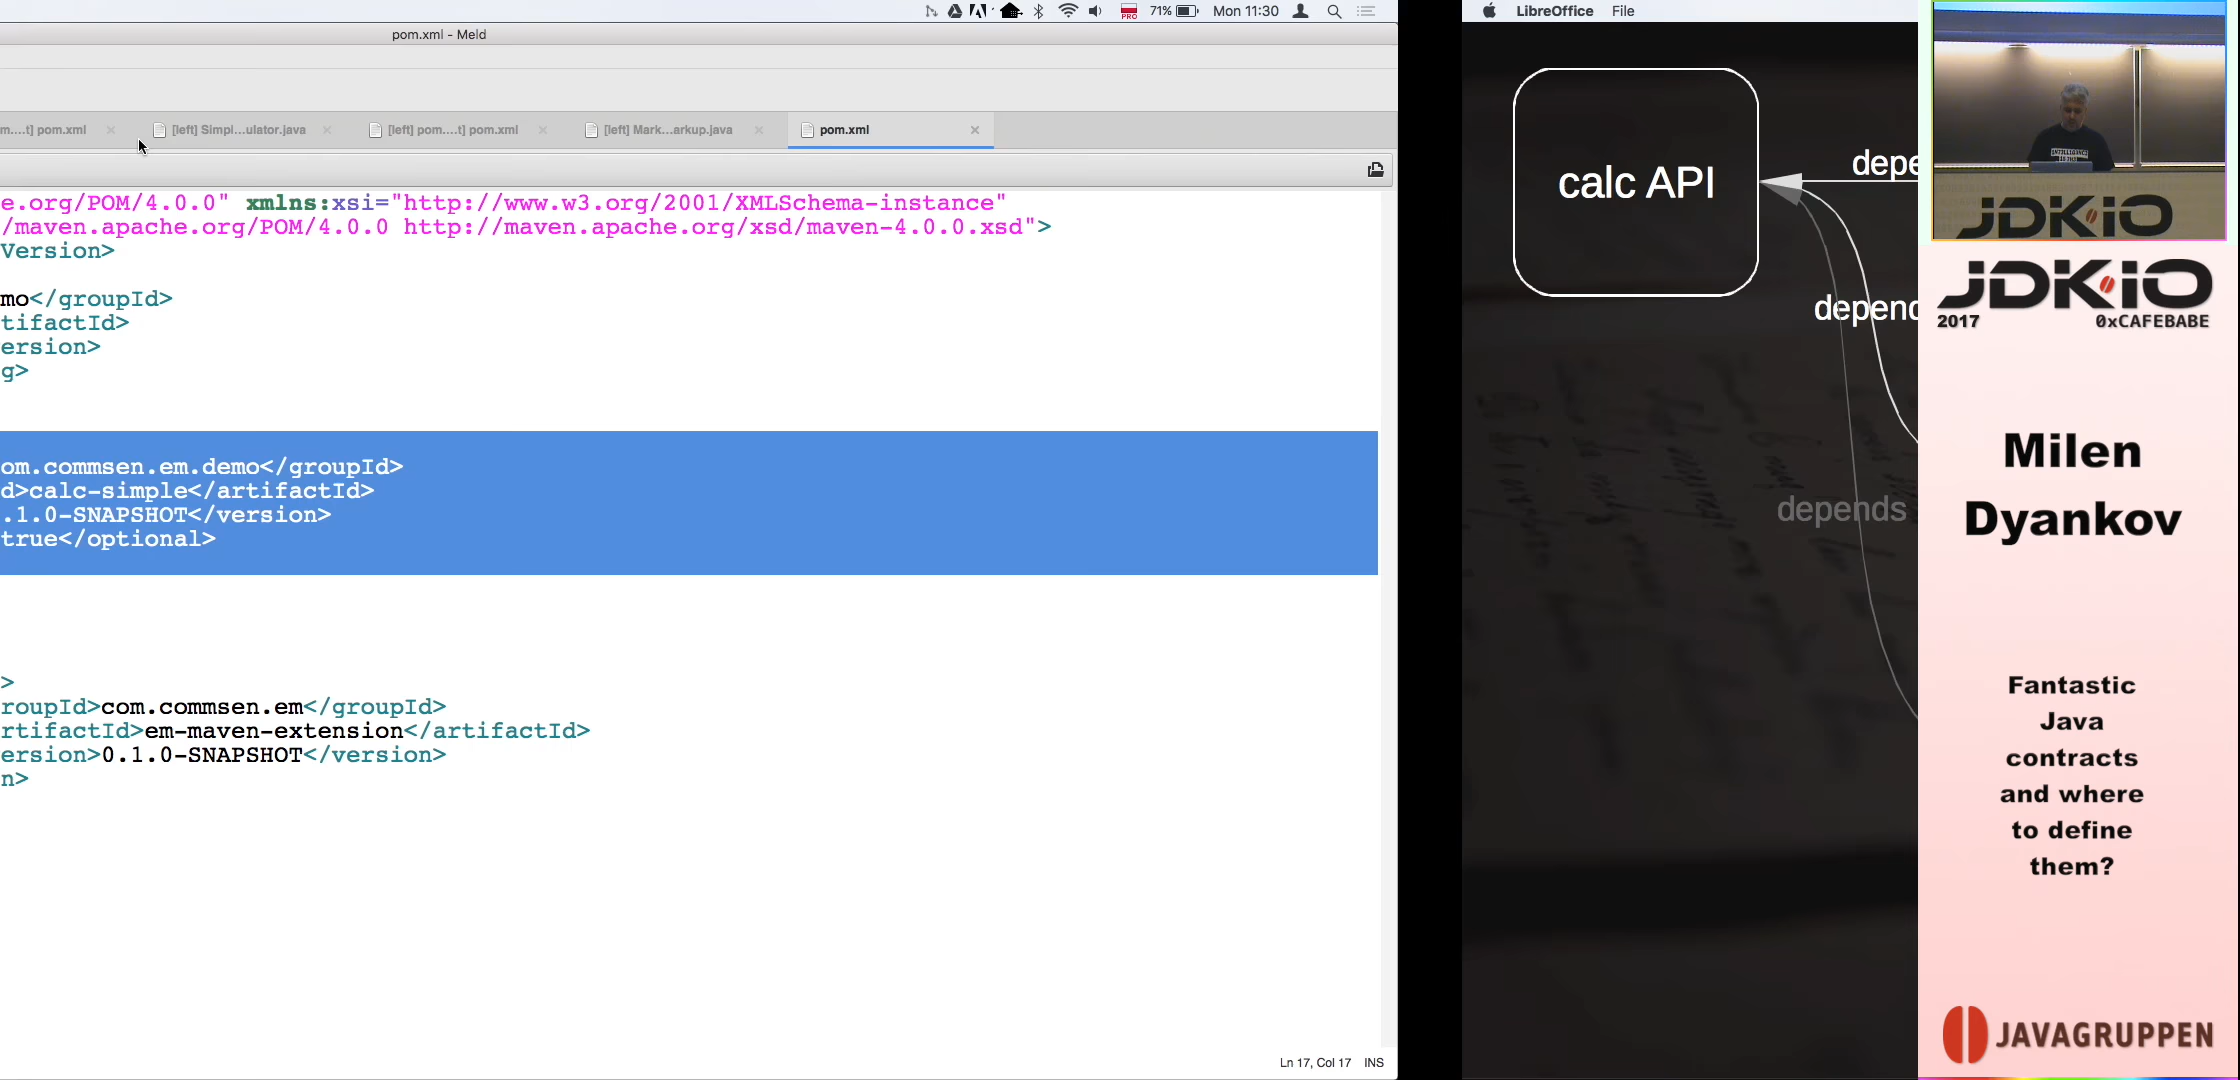 PRO 71% Mon 11:30
pom.xml - Meld
m....t] pom.xml
[left] Simpl...ulator.java
[left] pom....t] pom.xml
[left] Mark...arkup.java
pom.xml
e.org/POM/4.0.0" xmlns:xsi="http://www.w3.org/2001/XMLSchema-instance"
/maven.apache.org/POM/4.0.0 http://maven.apache.org/xsd/maven-4.0.0.xsd">
Version>
mo</groupId>
tifactId>
ersion>
g>
om.commsen.em.demo</groupId>
d>calc-simple</artifactId>
.1.0-SNAPSHOT</version>
true</optional>
>
roupId>com.commsen.em</groupId>
rtifactId>em-maven-extension</artifactId>
ersion>0.1.0-SNAPSHOT</version>
n>
Ln 17, Col 17 INS
LibreOffice File
calc API
depe
depend
depends
JDKiO
JDKiO
2017 0xCAFEBABE
Milen
Dyankov
Fantastic
Java
contracts
and where
to define
them?
JAVAGRUPPEN